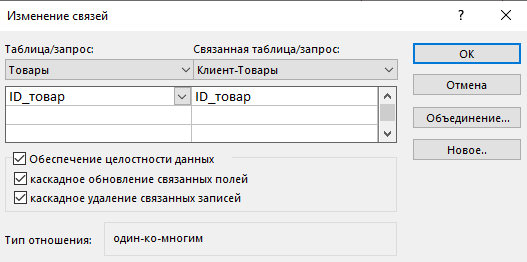 Изменение связей
? ×
Таблица/запрос: Связанная таблица/запрос:
Товары Клиент-Товары
ID_товар ID_товар
ОК
Отмена
Объединение...
Новое..
Обеспечение целостности данных
каскадное обновление связанных полей
каскадное удаление связанных записей
Тип отношения: один-ко-многим